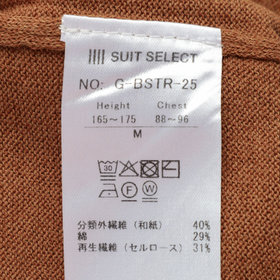 SUIT SELECT
NO: G-BSTR-25
Height Chest
165〜175 88〜96
M
30
P F W
分類外繊維 (和紙) 40%
綿 29%
再生繊維 (セルロース) 31%